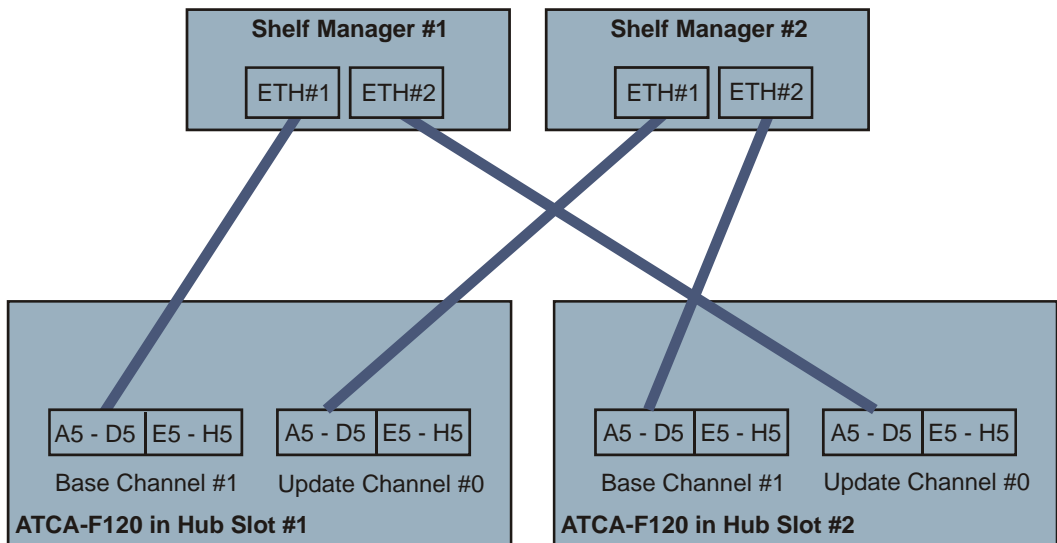 Shelf Manager #1
Shelf Manager #2
ETH#1
ETH#2
ETH#1
ETH#2
A5 - D5
E5 - H5
A5 - D5
E5 - H5
A5 - D5
E5 - H5
A5 - D5
E5 - H5
Base Channel #1
Update Channel #0
Base Channel #1
Update Channel #0
ATCA-F120 in Hub Slot #1
ATCA-F120 in Hub Slot #2